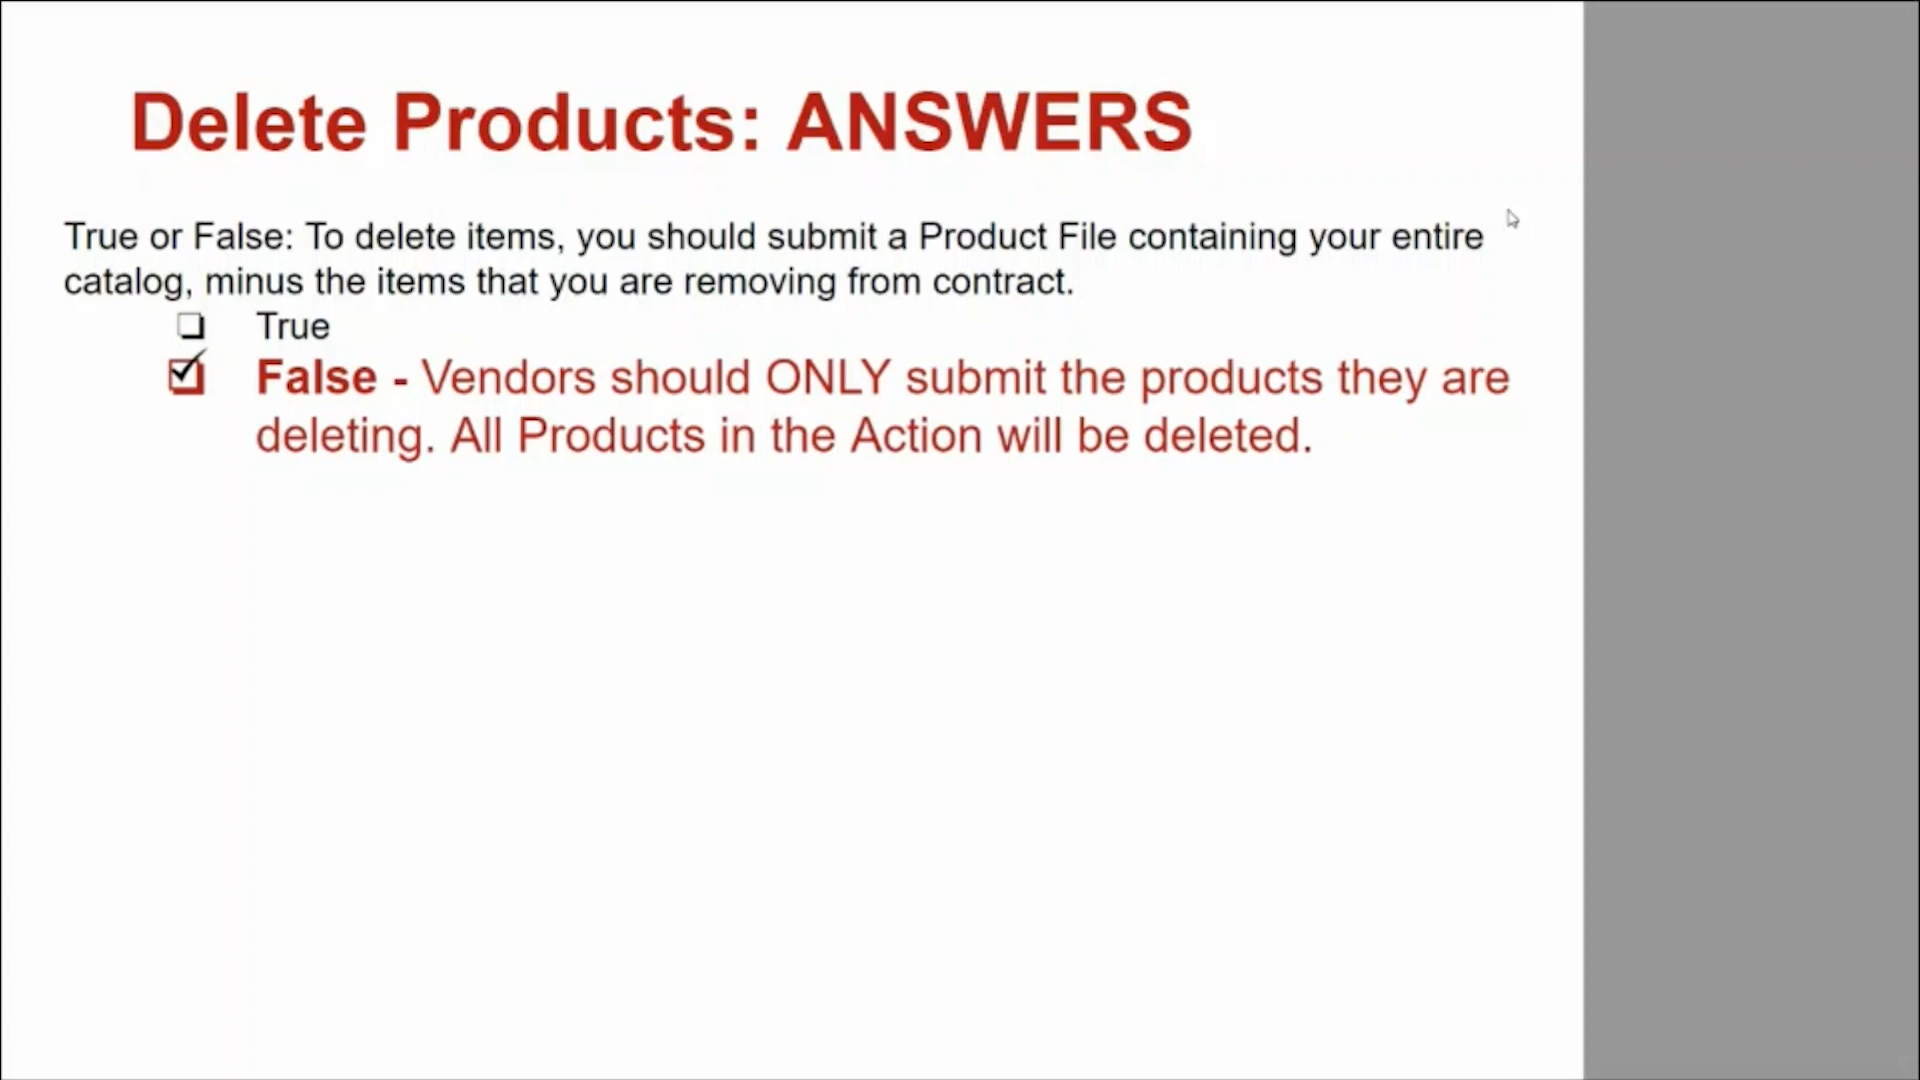 Delete Products: ANSWERS
True or False: To delete items, you should submit a Product File containing your entire
catalog, minus the items that you are removing from contract.
True
False - Vendors should ONLY submit the products they are
deleting. All Products in the Action will be deleted.